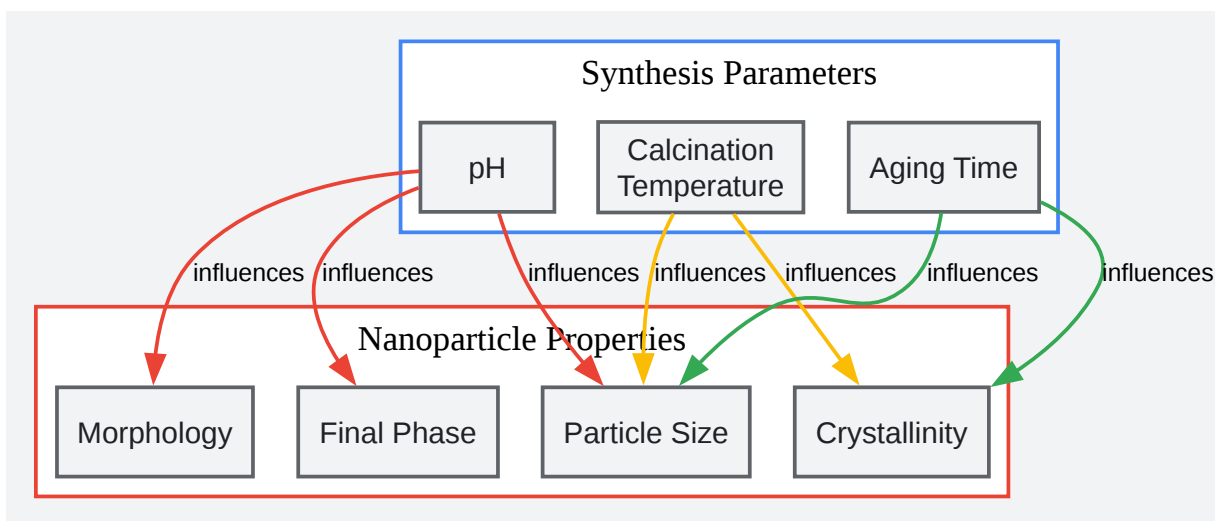 Synthesis Parameters
pH
Calcination
Temperature
Aging Time
influences
influences
influences
influences
influences
influences
influences
Nanoparticle Properties
Morphology
Final Phase
Particle Size
Crystallinity